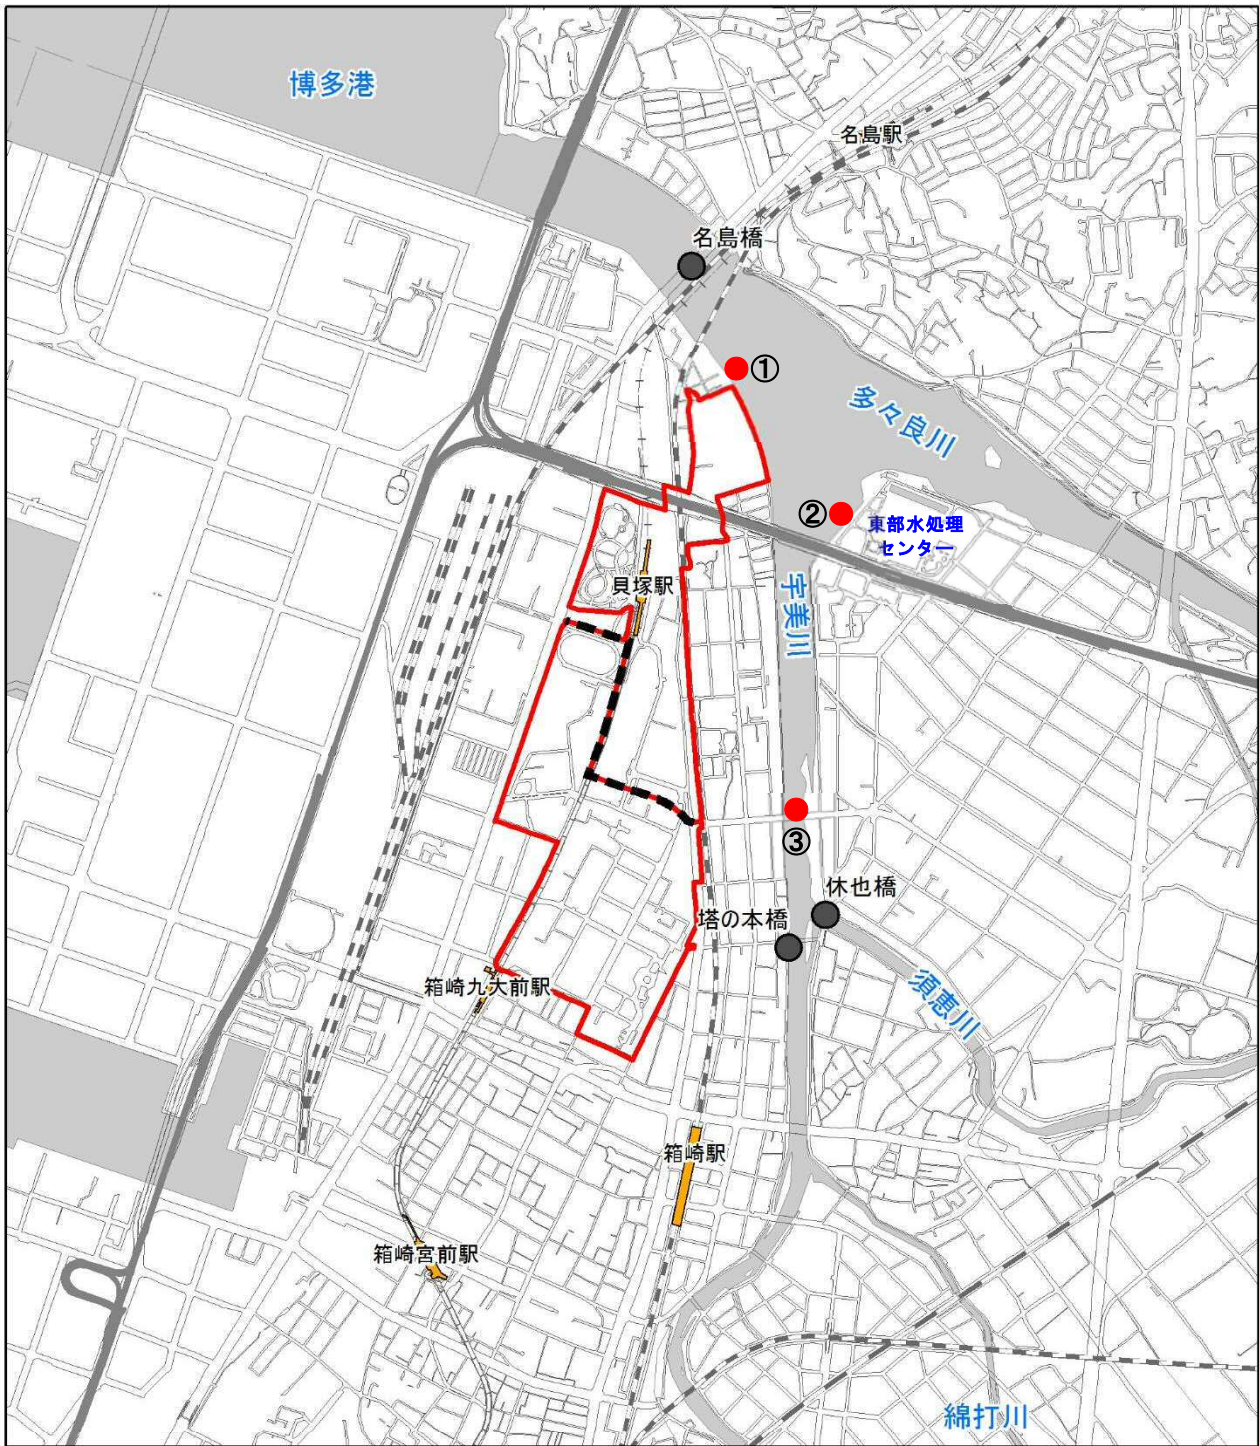 博多港
名島駅
名島橋
①
多々良川
②
東部水処理
センター
貝塚駅
宇美川
③
休也橋
塔の本橋
箱崎九大前駅
須恵川
箱崎駅
箱崎宮前駅
綿打川